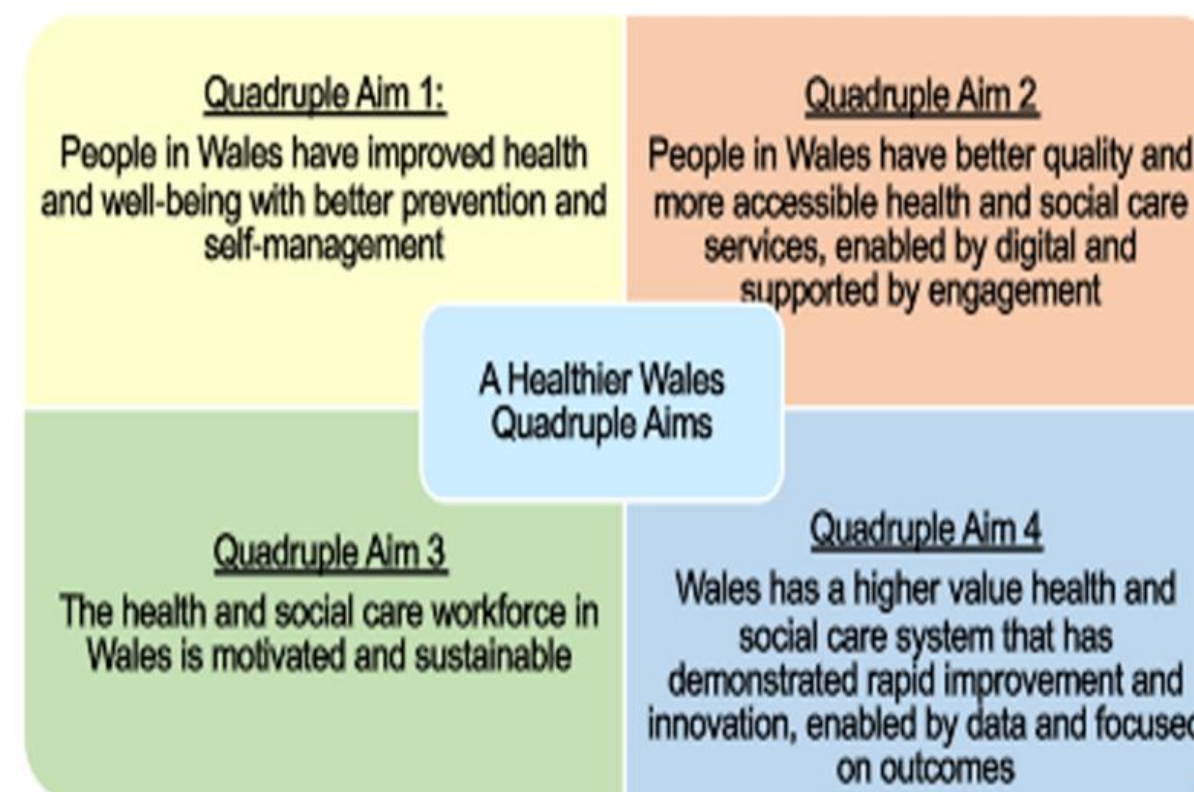 Quadruple Aim 1:
People in Wales have improved health
and well-being with better prevention and
self-management
Quadruple Aim 2
People in Wales have better quality and
more accessible health and social care
services, enabled by digital and
supported by engagement
A Healthier Wales
Quadruple Aims
Quadruple Aim 3
The health and social care workforce in
Wales is motivated and sustainable
Quadruple Aim 4
Wales has a higher value health and
social care system that has
demonstrated rapid improvement and
innovation, enabled by data and focused
on outcomes